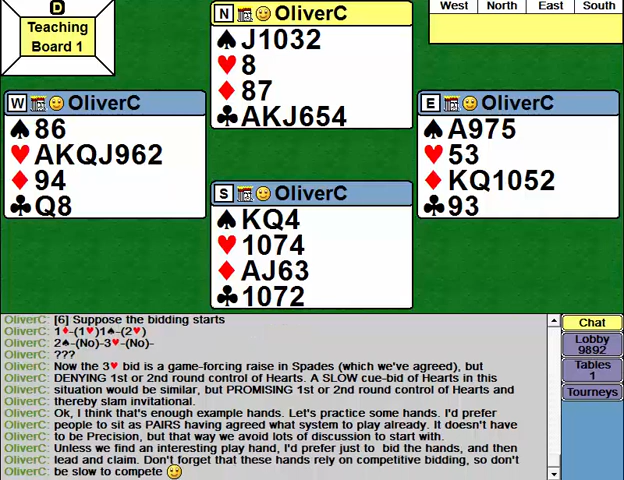 D
Teaching
Board 1
N OliverC
♠J1032
♥8
♦87
♣AKJ654
West North East South
W OliverC
♠86
♥AKQJ962
♦94
♣Q8
E OliverC
♠A975
♥53
♦KQ1052
♣93
S OliverC
♠KQ4
♥1074
♦AJ63
♣1072
OliverC: [6] Suppose the bidding starts
OliverC: 1♦-(1♥)1♠-(2♥)
OliverC: 2♠-(No)-3♥-(No)-
OliverC: ???
OliverC: Now the 3♥ bid is a game-forcing raise in Spades (which we've agreed), but
OliverC: DENYING 1st or 2nd round control of Hearts. A SLOW cue-bid of Hearts in this
OliverC: situation would be similar, but PROMISING 1st or 2nd round control of Hearts and
OliverC: thereby slam invitational.
OliverC: Ok, I think that's enough example hands. Let's practice some hands. I'd prefer
OliverC: people to sit as PAIRS having agreed what system to play already. It doesn't have
OliverC: to be Precision, but that way we avoid lots of discussion to start with.
OliverC: Unless we find an interesting play hand, I'd prefer just to bid the hands, and then
OliverC: lead and claim. Don't forget that these hands rely on competitive bidding, so don't
OliverC: be slow to compete
Chat
Lobby
9892
Tables
1
Tourneys